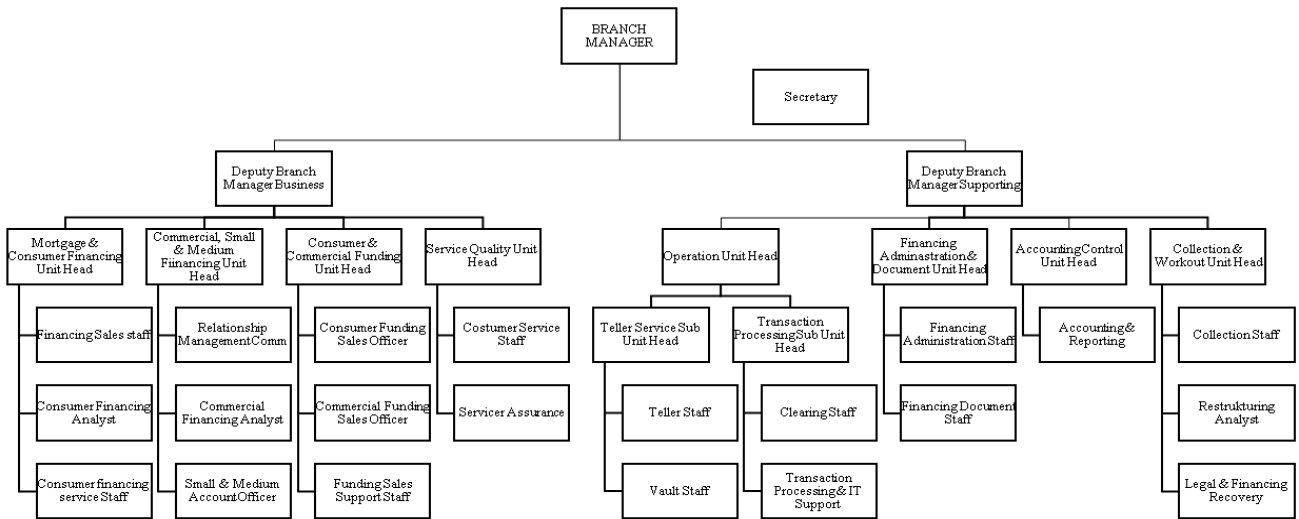 BRANCH
MANAGER
Secretary
Deputy Branch
Manager Business
Deputy Branch
Manager Supporting
Mortgage &
Consumer Financing
Unit Head
Commercial, Small
& Medium
Fiinancing Unit
Head
Consumer &
Commercial Funding
Unit Head
Service Quality Unit
Head
Operation Unit Head
Financing
Adminastration &
Document Unit Head
Accounting Control
Unit Head
Collection &
Workout Unit Head
Financing Sales staff
Relationship
Management Comm
Consumer Funding
Sales Officer
Costumer Service
Staff
Teller Service Sub
Unit Head
Transaction
Processing Sub Unit
Head
Financing
Administration Staff
Accounting &
Reporting
Collection Staff
Consumer Financing
Analyst
Commercial
Financing Analyst
Commercial Funding
Sales Officer
Servicer Assurance
Teller Staff
Clearing Staff
Financing Document
Staff
Restrukturing
Analyst
Consumer financing
service Staff
Small & Medium
Account Officer
Funding Sales
Support Staff
Vault Staff
Transaction
Processing & IT
Support
Legal & Financing
Recovery